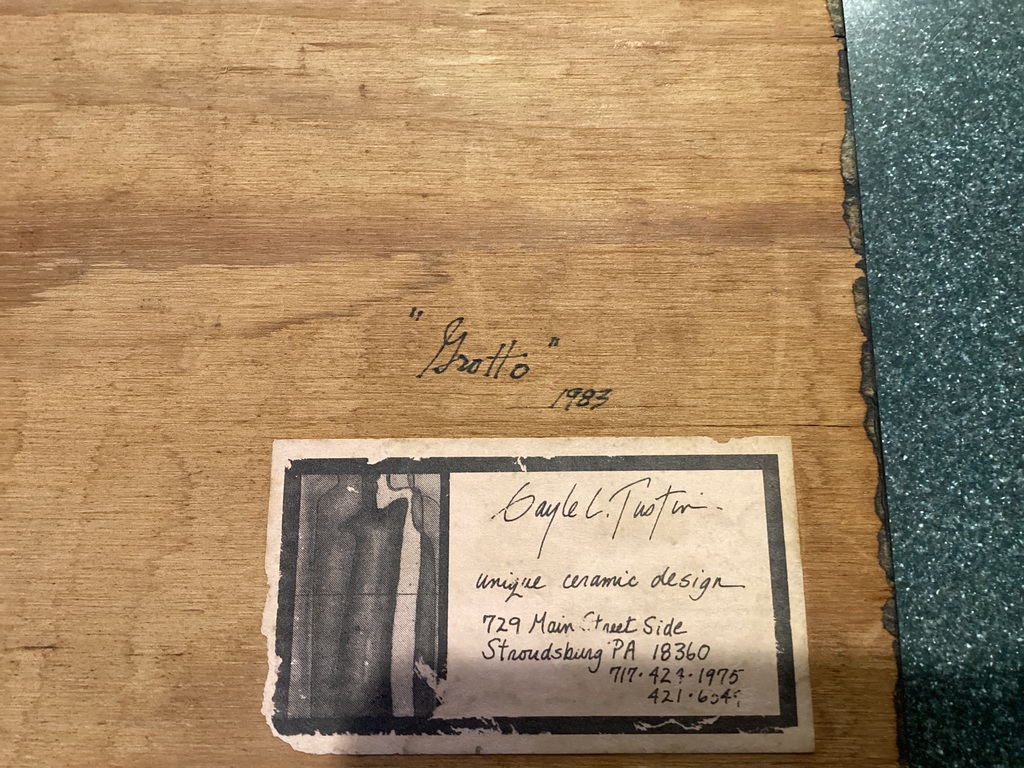 "Grotto"
1983
Gayle L. Tustin
unique ceramic design
729 Main Street Side
Stroudsburg PA 18360
717.424.1975